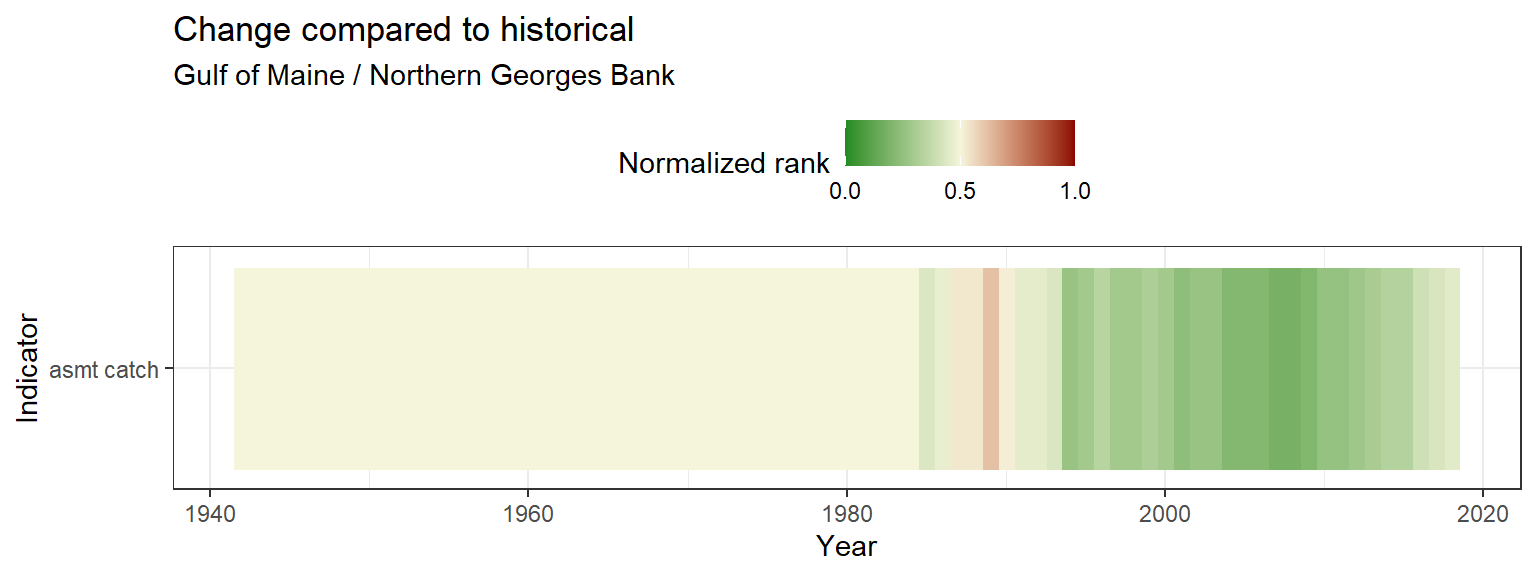 Change compared to historical
Gulf of Maine / Northern Georges Bank
Normalized rank
0.0 0.5 1.0
Indicator
asmt catch
1940 1960 1980 2000 2020
Year